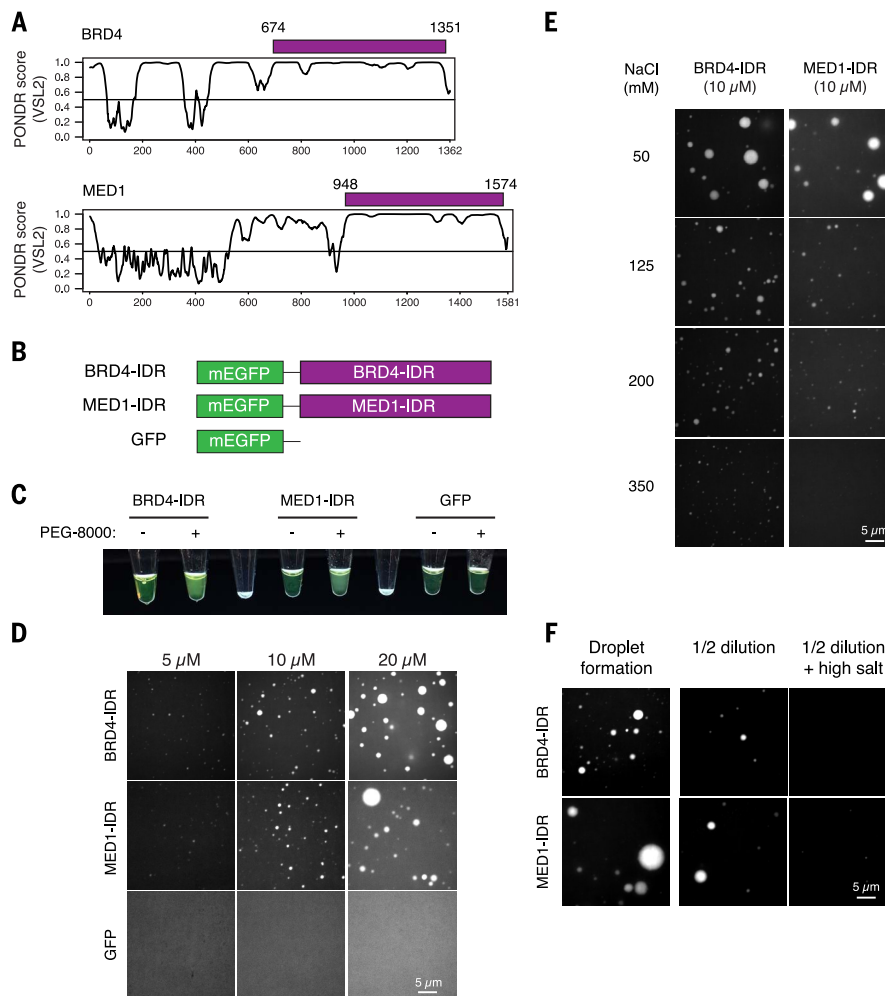 A
BRD4
674
1351
PONDR score
(VSL2)
1.0
0.8
0.6
0.4
0.2
0.0
0 200 400 600 800 1000 1200 1362
MED1
948
1574
PONDR score
(VSL2)
1.0
0.8
0.6
0.4
0.2
0.0
0 200 400 600 800 1000 1200 1400 1581
B
BRD4-IDR mEGFP BRD4-IDR
MED1-IDR mEGFP MED1-IDR
GFP mEGFP
C
BRD4-IDR MED1-IDR GFP
PEG-8000: - + - + - +
D
5 µM 10 µM 20 µM
BRD4-IDR
MED1-IDR
GFP
5 µm
E
NaCl
(mM)
BRD4-IDR
(10 µM)
MED1-IDR
(10 µM)
50
125
200
350
5 µm
F
Droplet
formation
1/2 dilution
1/2 dilution
+ high salt
BRD4-IDR
MED1-IDR
5 µm